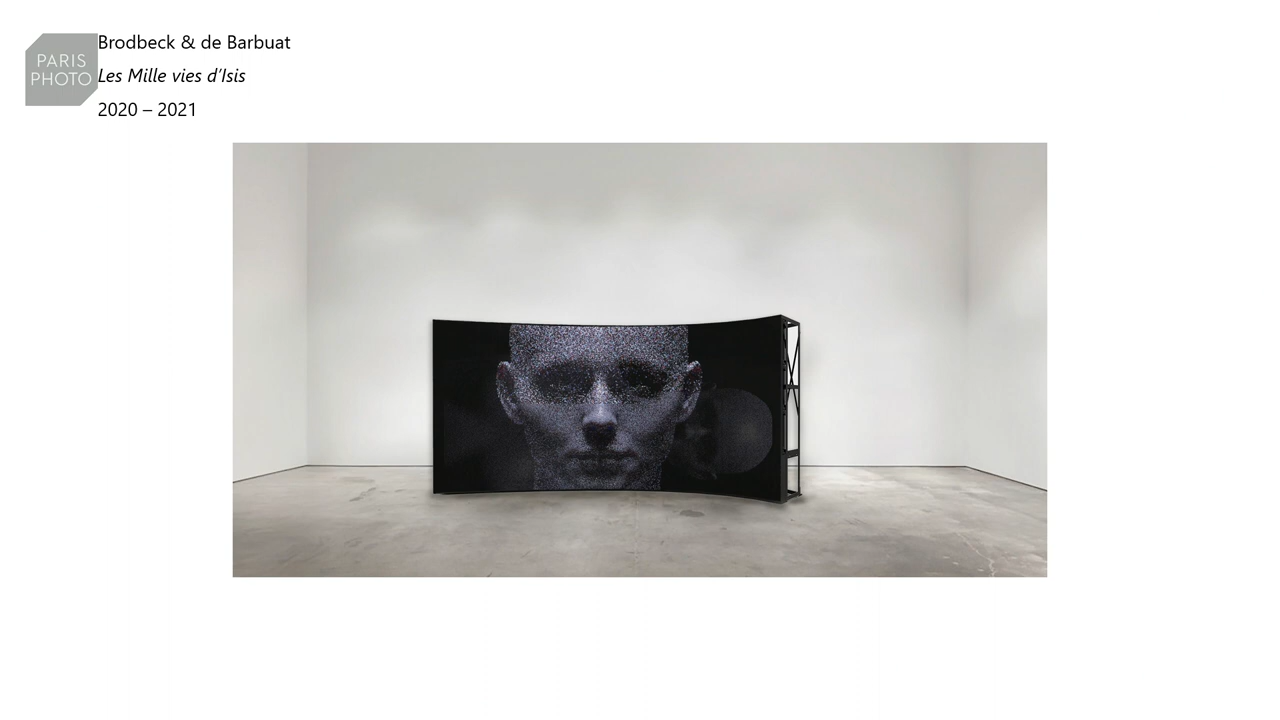 PARIS
PHOTO
Brodbeck & de Barbuat
Les Mille vies d’Isis
2020 – 2021